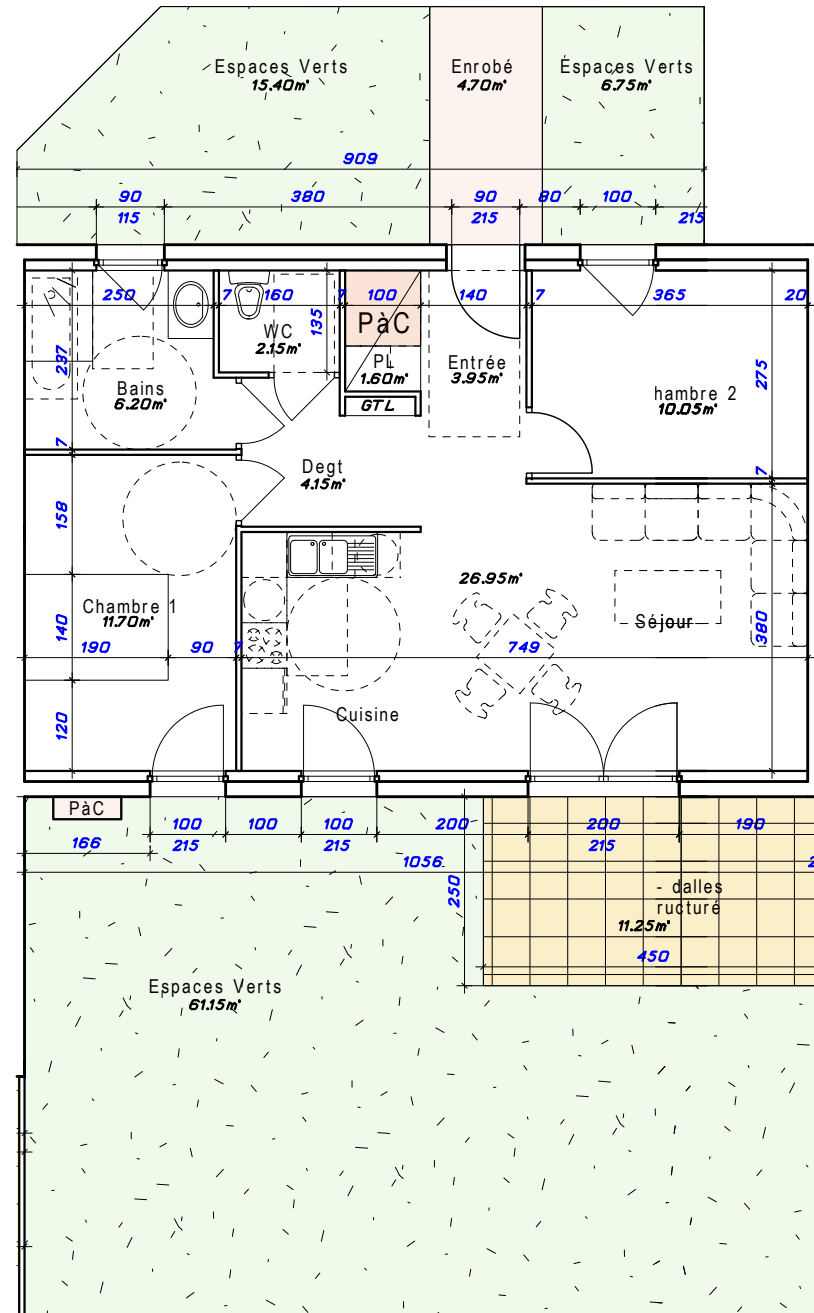 Espaces Verts
15.40m²
Enrobé
4.70m²
Espaces Verts
6.75m²
909
90
115
380
90
215
80
100
215
250
7
160
7
100
140
7
365
20
135
237
PàC
WC
2.15m²
PL
1.60m²
GTL
Entrée
3.95m²
275
Bains
6.20m²
hambre 2
10.05m²
7
Degt
4.15m²
7
158
26.95m²
Chambre 1
11.70m²
140
190
90
7
749
Séjour
380
120
Cuisine
PàC
166
100
215
100
100
215
200
200
215
190
1056
2
250
- dalles
ructuré
11.25m²
450
Espaces Verts
61.15m²